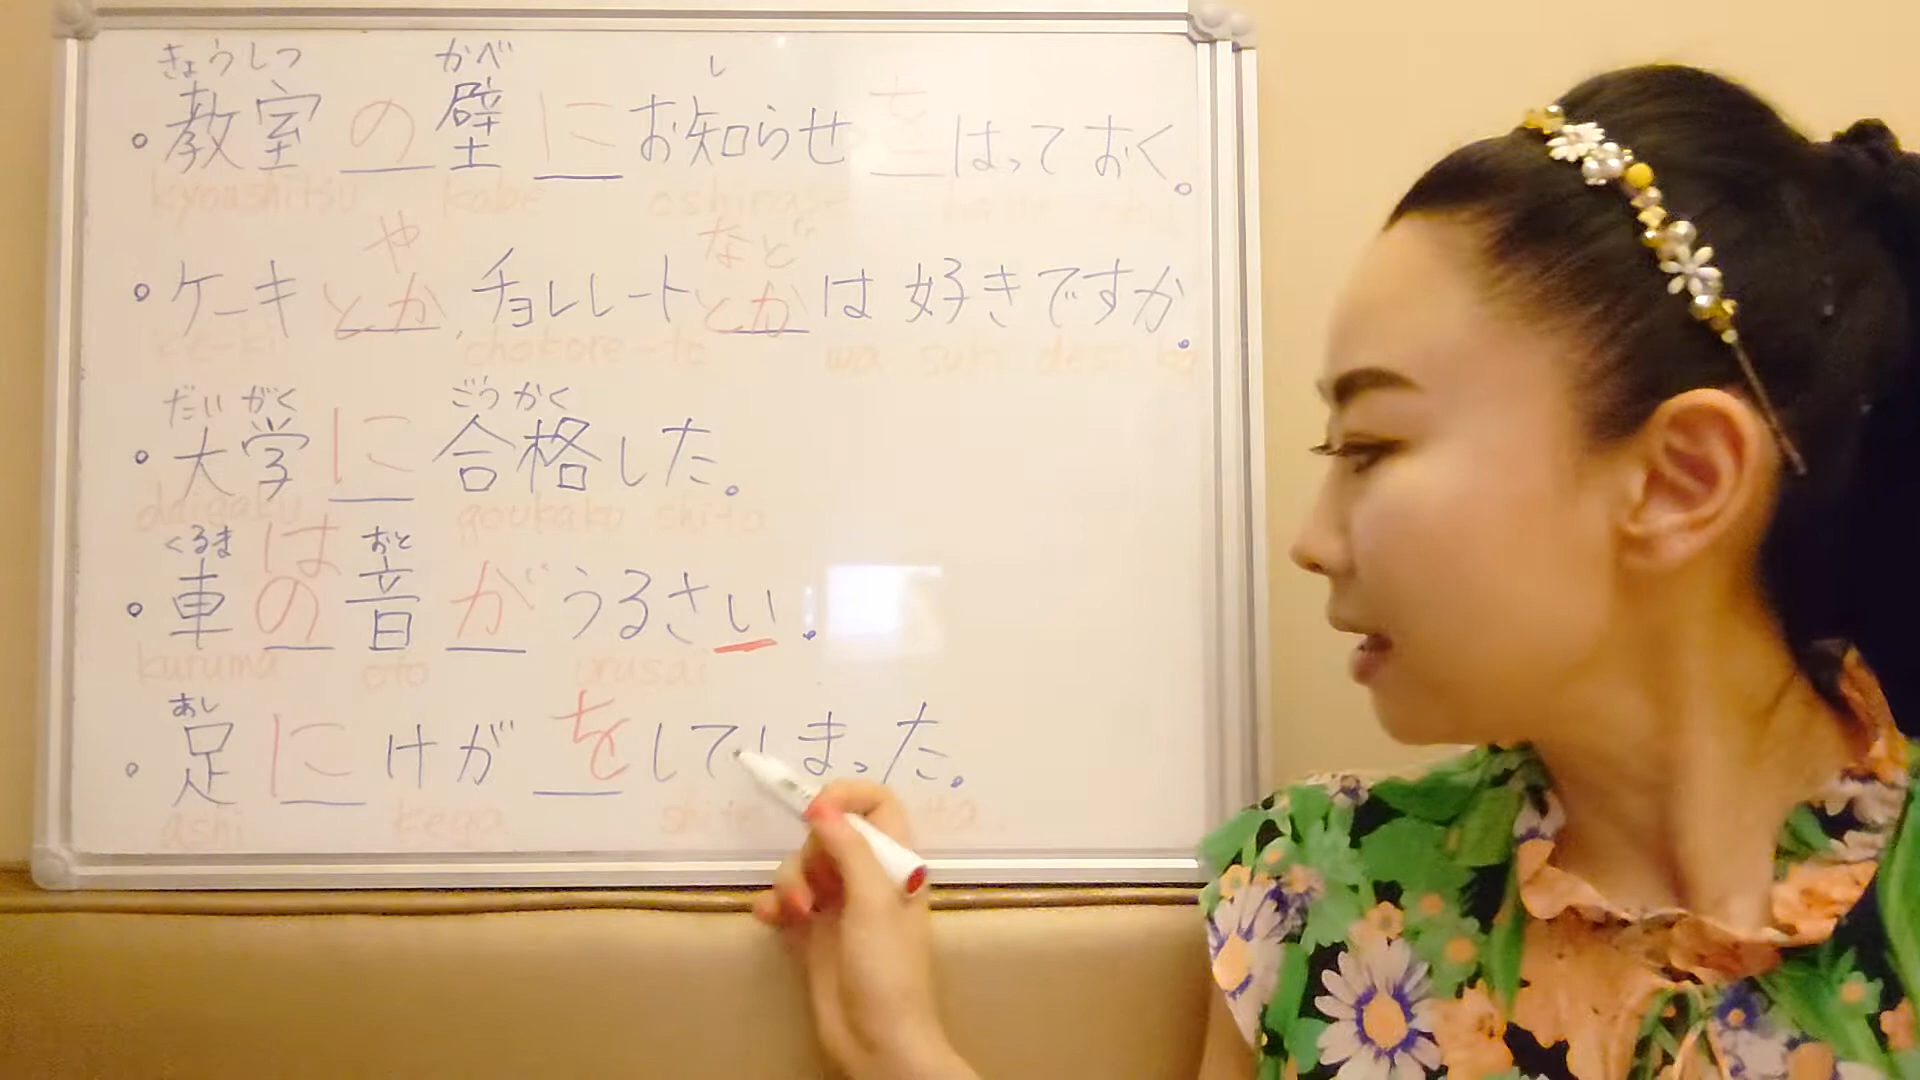 きょうしつ かべ し
。教室の壁にお知らせをはっておく。
kyoushitsu kabe oshirase
や など
。ケーキとか、チョレレートとかは好きですか。
ke-ki chokore-to wa suki desu ka
だいがく ごうかく
。大学に合格した。
daigaku goukaku shita
くるま は おと
。車の音がうるさい。
kuruma oto urusai
あし
。足にけがをしてしまった。
ashi kega